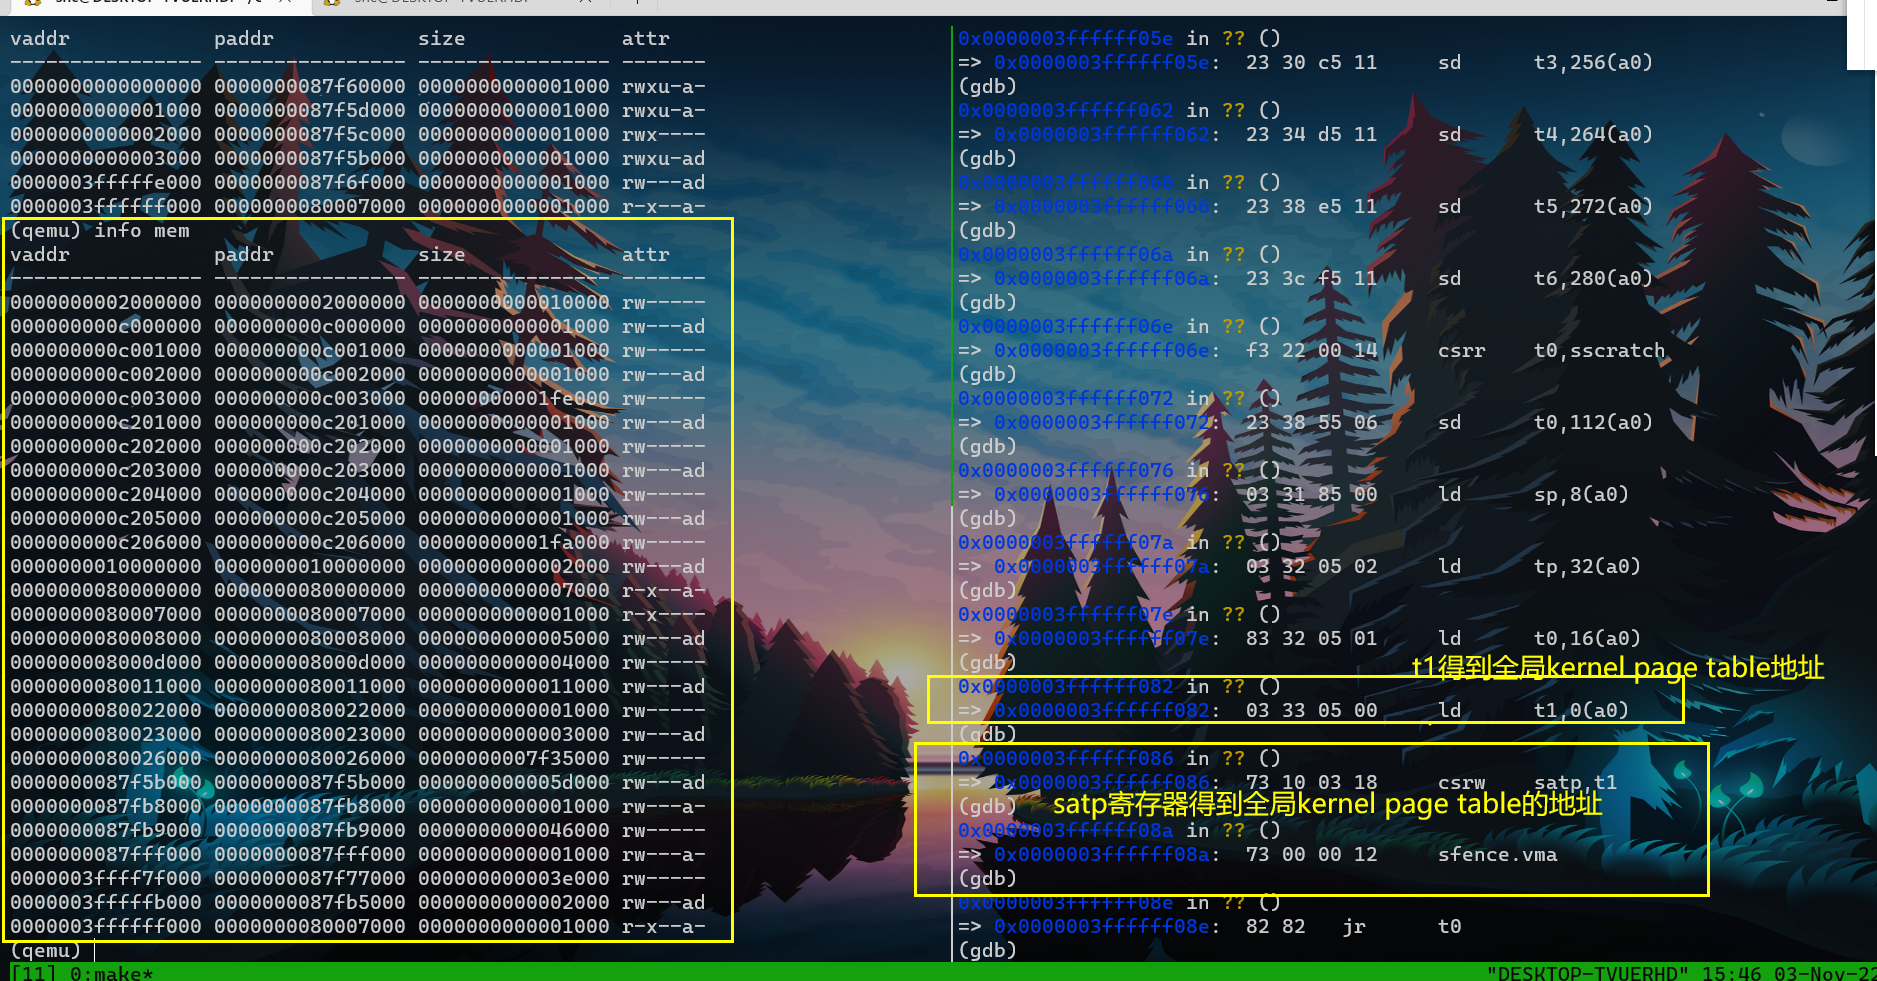 vaddr paddr size attr
---------------- ---------------- ---------------- -------
0000000000000000 0000000087f60000 0000000000001000 rwxu-a-
0000000000001000 0000000087f5d000 0000000000001000 rwxu-a-
0000000000002000 0000000087f5c000 0000000000001000 rwx----
0000000000003000 0000000087f5b000 0000000000001000 rwxu-ad
0000003fffffe000 0000000087f6f000 0000000000001000 rw---ad
0000003ffffff000 0000000080007000 0000000000001000 r-x--a-
(qemu) info mem
vaddr paddr size attr
---------------- ---------------- ---------------- -------
0000000002000000 0000000002000000 0000000000010000 rw-----
000000000c000000 000000000c000000 0000000000001000 rw---ad
000000000c001000 000000000c001000 0000000000001000 rw-----
000000000c002000 000000000c002000 0000000000001000 rw---ad
000000000c003000 000000000c003000 00000000001fe000 rw-----
000000000c201000 000000000c201000 0000000000001000 rw---ad
000000000c202000 000000000c202000 0000000000001000 rw-----
000000000c203000 000000000c203000 0000000000001000 rw---ad
000000000c204000 000000000c204000 0000000000001000 rw-----
000000000c205000 000000000c205000 0000000000001000 rw---ad
000000000c206000 000000000c206000 00000000001fa000 rw-----
0000000010000000 0000000010000000 0000000000002000 rw---ad
0000000080000000 0000000080000000 0000000000007000 r-x--a-
0000000080007000 0000000080007000 0000000000001000 r-x----
0000000080008000 0000000080008000 0000000000005000 rw---ad
000000008000d000 000000008000d000 0000000000004000 rw-----
0000000080011000 0000000080011000 0000000000011000 rw---ad
0000000080022000 0000000080022000 0000000000001000 rw-----
0000000080023000 0000000080023000 0000000000003000 rw---ad
0000000080026000 0000000080026000 0000000007f35000 rw-----
0000000087f5b000 0000000087f5b000 000000000005d000 rw---ad
0000000087fb8000 0000000087fb8000 0000000000001000 rw---a-
0000000087fb9000 0000000087fb9000 0000000000046000 rw-----
0000000087fff000 0000000087fff000 0000000000001000 rw---a-
0000003ffff7f000 0000000087f77000 000000000003e000 rw-----
0000003fffffb000 0000000087fb5000 0000000000002000 rw---ad
0000003ffffff000 0000000080007000 0000000000001000 r-x--a-
(qemu)
0x0000003ffffff05e in ?? ()
=> 0x0000003ffffff05e: 23 30 c5 11 sd t3,256(a0)
(gdb)
0x0000003ffffff062 in ?? ()
=> 0x0000003ffffff062: 23 34 d5 11 sd t4,264(a0)
(gdb)
0x0000003ffffff066 in ?? ()
=> 0x0000003ffffff066: 23 38 e5 11 sd t5,272(a0)
(gdb)
0x0000003ffffff06a in ?? ()
=> 0x0000003ffffff06a: 23 3c f5 11 sd t6,280(a0)
(gdb)
0x0000003ffffff06e in ?? ()
=> 0x0000003ffffff06e: f3 22 00 14 csrr t0,sscratch
(gdb)
0x0000003ffffff072 in ?? ()
=> 0x0000003ffffff072: 23 38 55 06 sd t0,112(a0)
(gdb)
0x0000003ffffff076 in ?? ()
=> 0x0000003ffffff076: 03 31 85 00 ld sp,8(a0)
(gdb)
0x0000003ffffff07a in ?? ()
=> 0x0000003ffffff07a: 03 32 05 02 ld tp,32(a0)
(gdb)
0x0000003ffffff07e in ?? ()
=> 0x0000003ffffff07e: 83 32 05 01 ld t0,16(a0)
(gdb)
t1得到全局kernel page table地址
0x0000003ffffff082 in ?? ()
=> 0x0000003ffffff082: 03 33 05 00 ld t1,0(a0)
(gdb)
0x0000003ffffff086 in ?? ()
=> 0x0000003ffffff086: 73 10 03 18 csrw satp,t1
(gdb)
satp寄存器得到全局kernel page table的地址
0x0000003ffffff08a in ?? ()
=> 0x0000003ffffff08a: 73 00 00 12 sfence.vma
(gdb)
0x0000003ffffff08e in ?? ()
=> 0x0000003ffffff08e: 82 82 jr t0
(gdb)
[11] 0:make* "DESKTOP-TVUERHD" 15:46 03-Nov-22